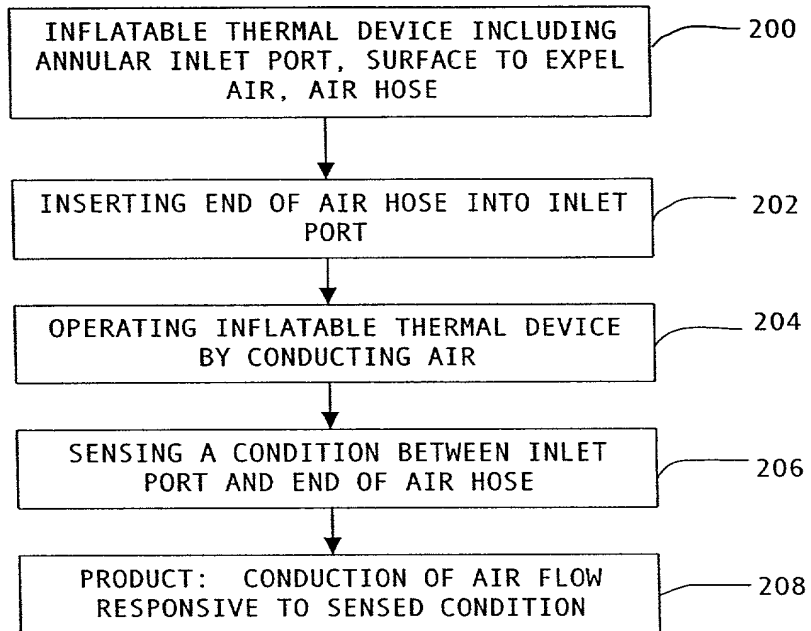 INFLATABLE THERMAL DEVICE INCLUDING
ANNULAR INLET PORT, SURFACE TO EXPEL
AIR, AIR HOSE
200
INSERTING END OF AIR HOSE INTO INLET
PORT
202
OPERATING INFLATABLE THERMAL DEVICE
BY CONDUCTING AIR
204
SENSING A CONDITION BETWEEN INLET
PORT AND END OF AIR HOSE
206
PRODUCT: CONDUCTION OF AIR FLOW
RESPONSIVE TO SENSED CONDITION
208